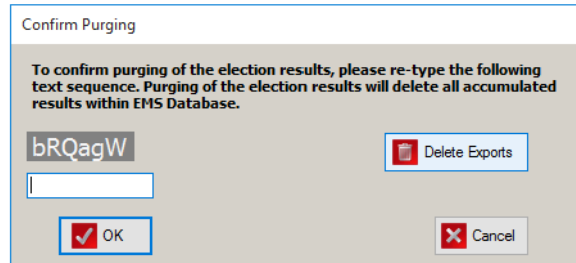 Confirm Purging
To confirm purging of the election results, please re-type the following
text sequence. Purging of the election results will delete all accumulated
results within EMS Database.
bRQagW
Delete Exports
OK
Cancel